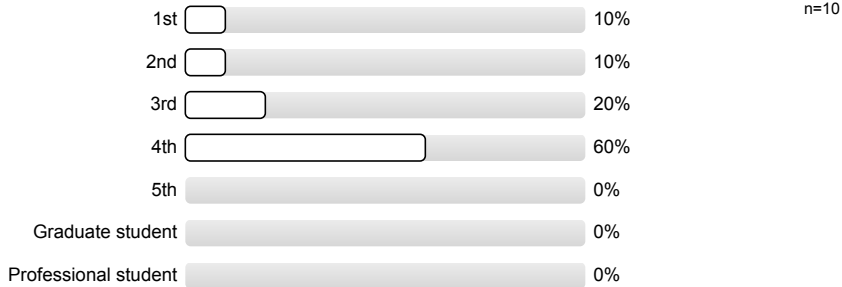 1st 10% n=10
2nd 10%
3rd 20%
4th 60%
5th 0%
Graduate student 0%
Professional student 0%